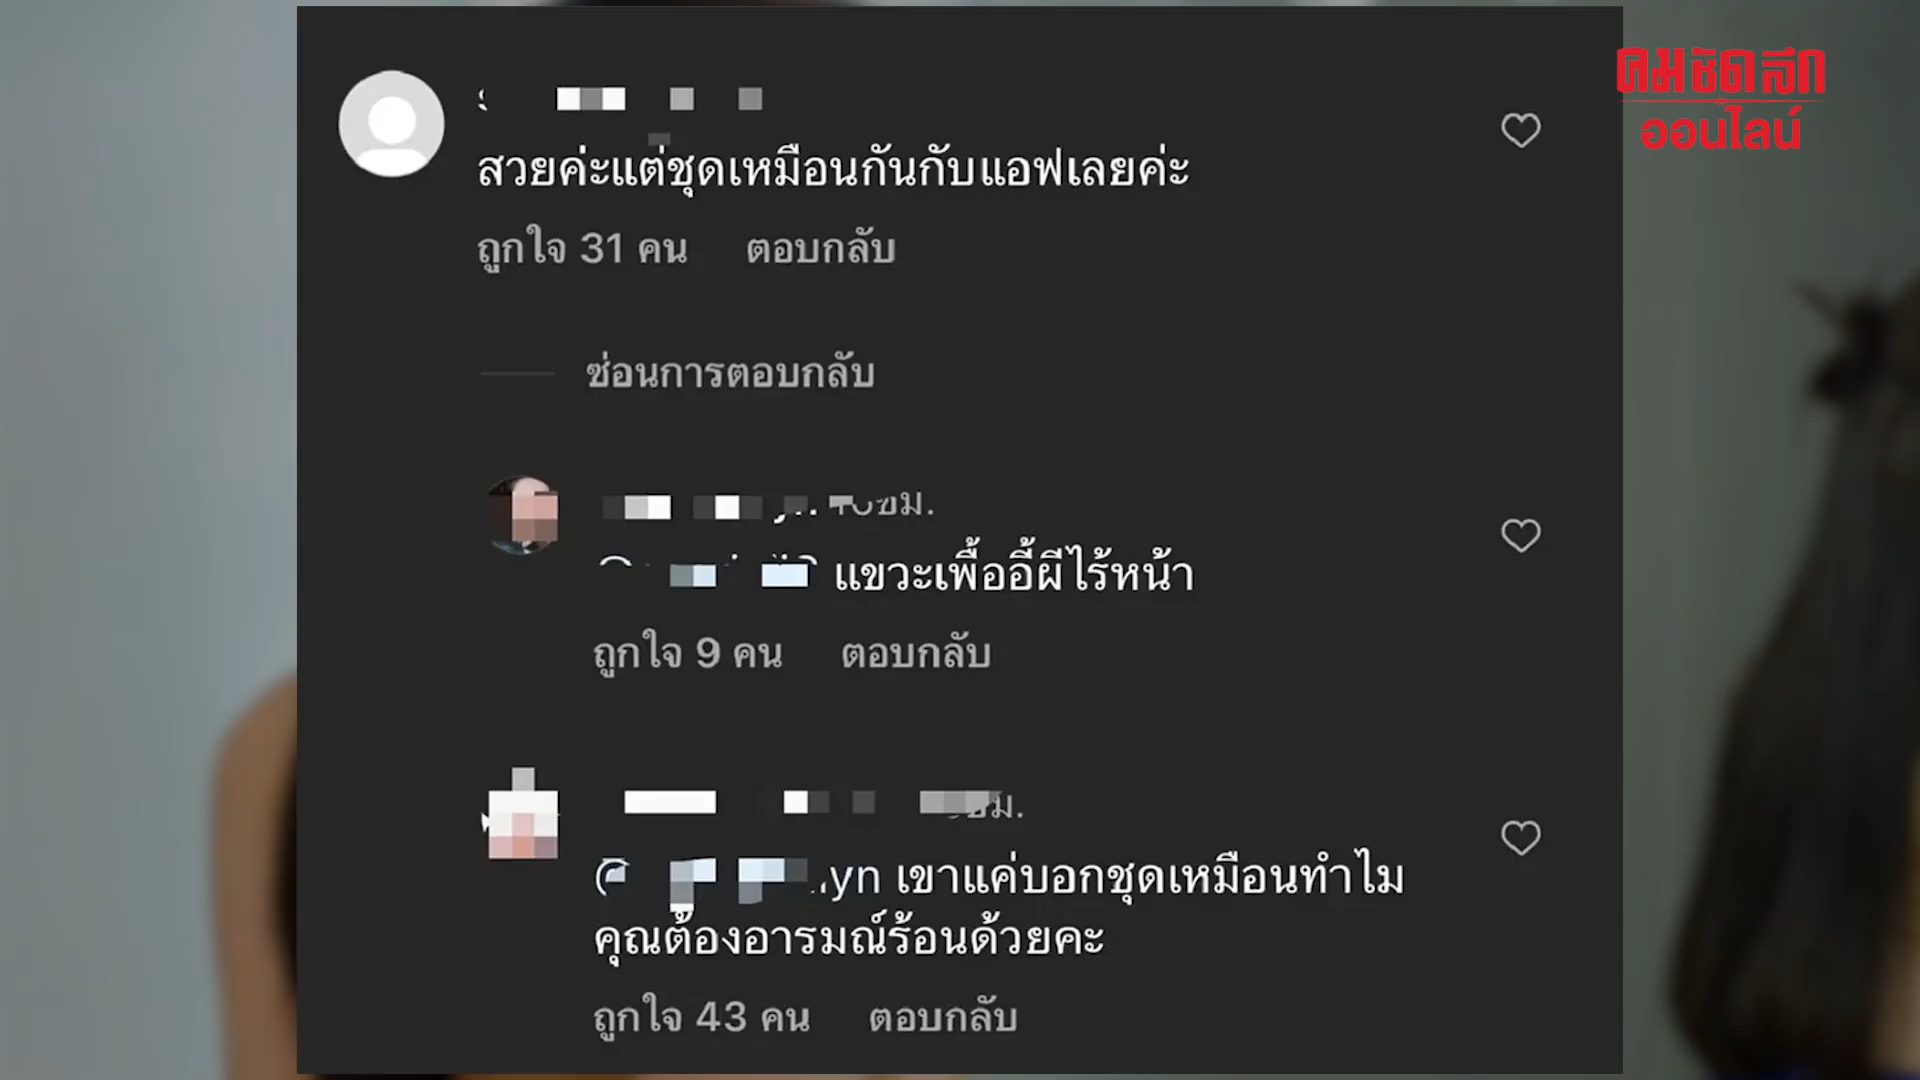 คมชัดลึก
ออนไลน์
สวยค่ะแต่ชุดเหมือนกันกับแอฟเลยค่ะ
ถูกใจ 31 คน ตอบกลับ
ซ่อนการตอบกลับ
ขม.
แขวะเพื่ออี้ผีไร้หน้า
ถูกใจ 9 คน ตอบกลับ
ขม.
เขาแค่บอกชุดเหมือนทำไม
คุณต้องอารมณ์ร้อนด้วยคะ
ถูกใจ 43 คน ตอบกลับ